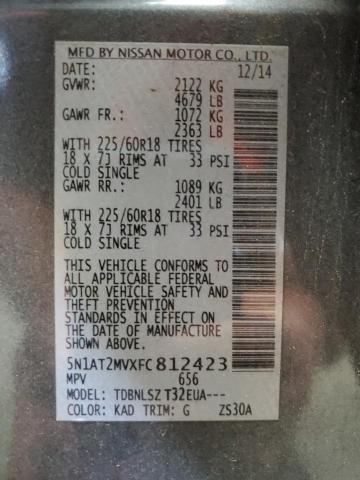 MFD BY NISSAN MOTOR CO., LTD.
DATE: 12/14
GVWR: 2122 KG
4679 LB
GAWR FR.: 1072 KG
2363 LB
WITH 225/60R18 TIRES
18 X 7J RIMS AT 33 PSI
COLD SINGLE
GAWR RR.: 1089 KG
2401 LB
WITH 225/60R18 TIRES
18 X 7J RIMS AT 33 PSI
COLD SINGLE
THIS VEHICLE CONFORMS TO
ALL APPLICABLE FEDERAL
MOTOR VEHICLE SAFETY AND
THEFT PREVENTION
STANDARDS IN EFFECT ON
THE DATE OF MANUFACTURE
SHOWN ABOVE.
5N1AT2MVXFC812423
MPV 656
MODEL: TDBNLSZ T32EUA---
COLOR: KAD TRIM: G ZS30A